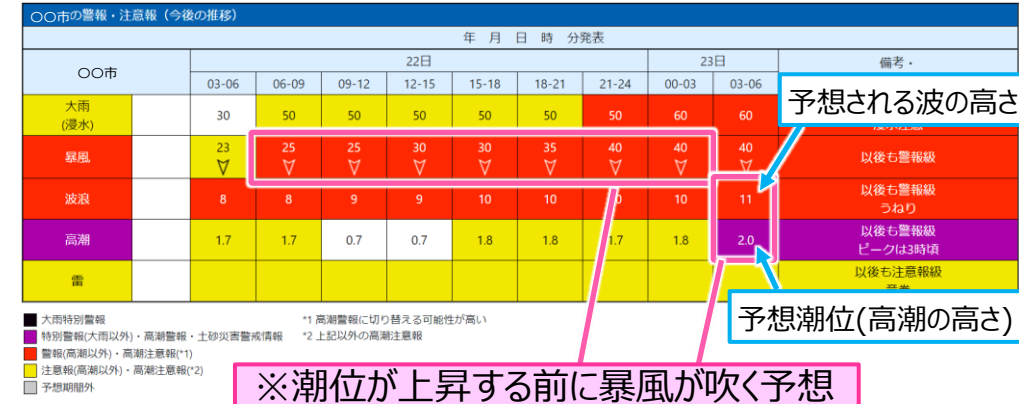 〇〇市の警報・注意報（今後の推移）
年 月 日 時 分発表
〇〇市 22日 23日 備考・
03-06 06-09 09-12 12-15 15-18 18-21 21-24 00-03 03-06
大雨
(浸水) 30 50 50 50 50 50 50 60 60
暴風 23 25 25 30 30 35 40 40 40 以後も警報級
波浪 8 8 9 9 10 10 10 11 以後も警報級
うねり
高潮 1.7 1.7 0.7 0.7 1.8 1.8 1.7 1.8 2.0 以後も警報級
ピークは3時頃
雷 以後も注意報級
予想される波の高さ
予想潮位(高潮の高さ)
大雨特別警報 *1 高潮警報に切り替える可能性が高い
特別警報(大雨以外)・高潮警報・土砂災害警戒情報 *2 上記以外の高潮注意報
警報(高潮以外)・高潮注意報(*1)
注意報(高潮以外)・高潮注意報(*2)
予想期間外
※潮位が上昇する前に暴風が吹く予想